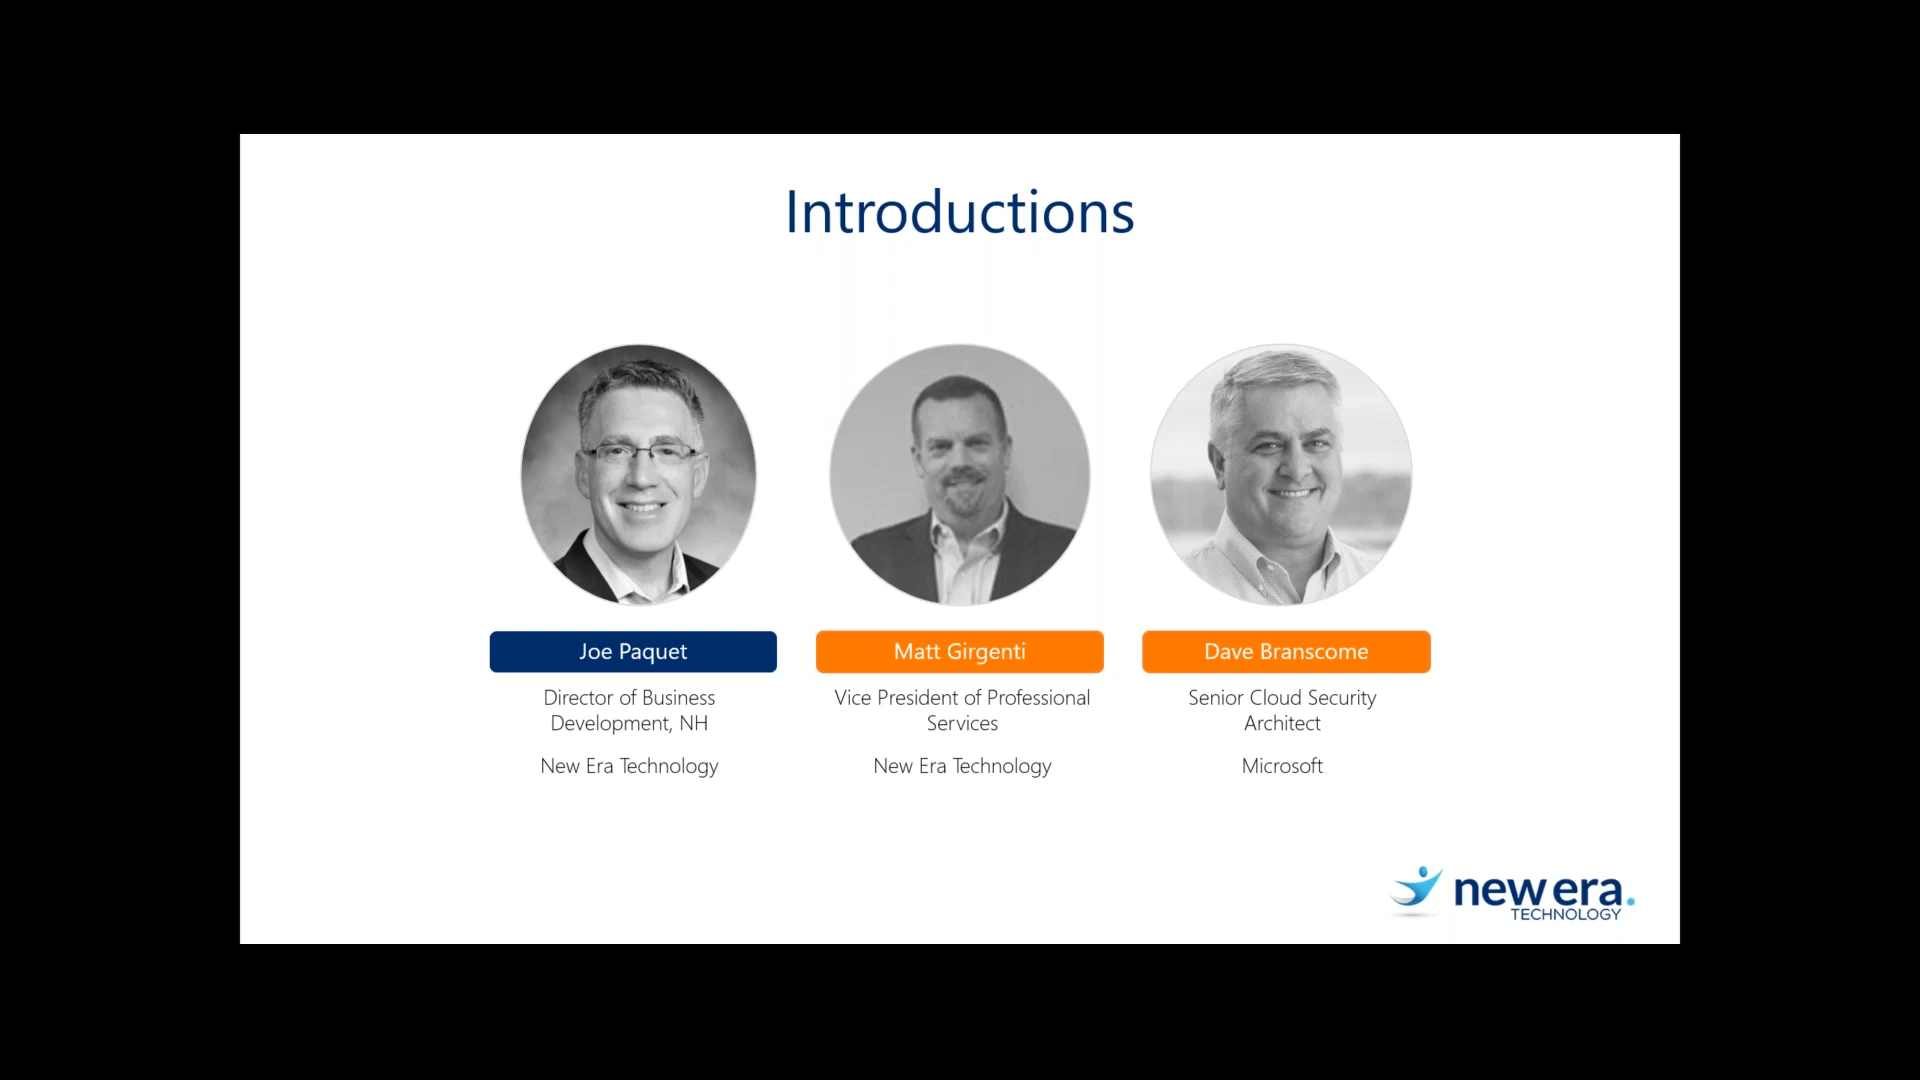 Introductions
Joe Paquet
Director of Business
Development, NH
New Era Technology
Matt Girgenti
Vice President of Professional
Services
New Era Technology
Dave Branscome
Senior Cloud Security
Architect
Microsoft
new era.
TECHNOLOGY